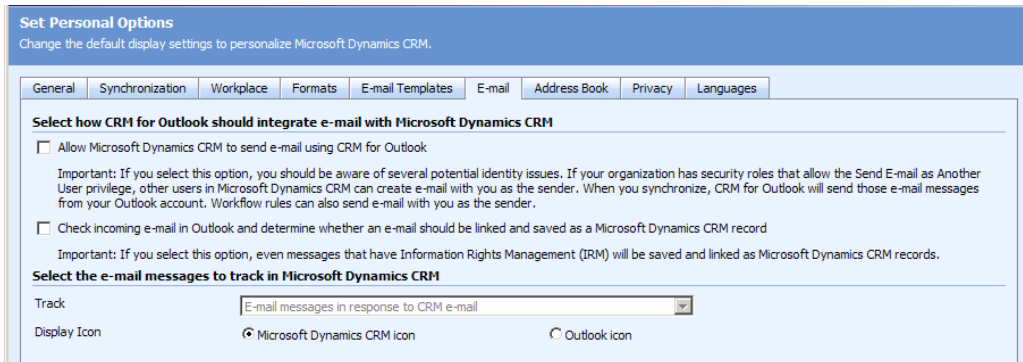 Set Personal Options
Change the default display settings to personalize Microsoft Dynamics CRM.
General Synchronization Workplace Formats E-mail Templates E-mail Address Book Privacy Languages
Select how CRM for Outlook should integrate e-mail with Microsoft Dynamics CRM
Allow Microsoft Dynamics CRM to send e-mail using CRM for Outlook
Important: If you select this option, you should be aware of several potential identity issues. If your organization has security roles that allow the Send E-mail as Another
User privilege, other users in Microsoft Dynamics CRM can create e-mail with you as the sender. When you synchronize, CRM for Outlook will send those e-mail messages
from your Outlook account. Workflow rules can also send e-mail with you as the sender.
Check incoming e-mail in Outlook and determine whether an e-mail should be linked and saved as a Microsoft Dynamics CRM record
Important: If you select this option, even messages that have Information Rights Management (IRM) will be saved and linked as Microsoft Dynamics CRM records.
Select the e-mail messages to track in Microsoft Dynamics CRM
Track E-mail messages in response to CRM e-mail
Display Icon Microsoft Dynamics CRM icon Outlook icon